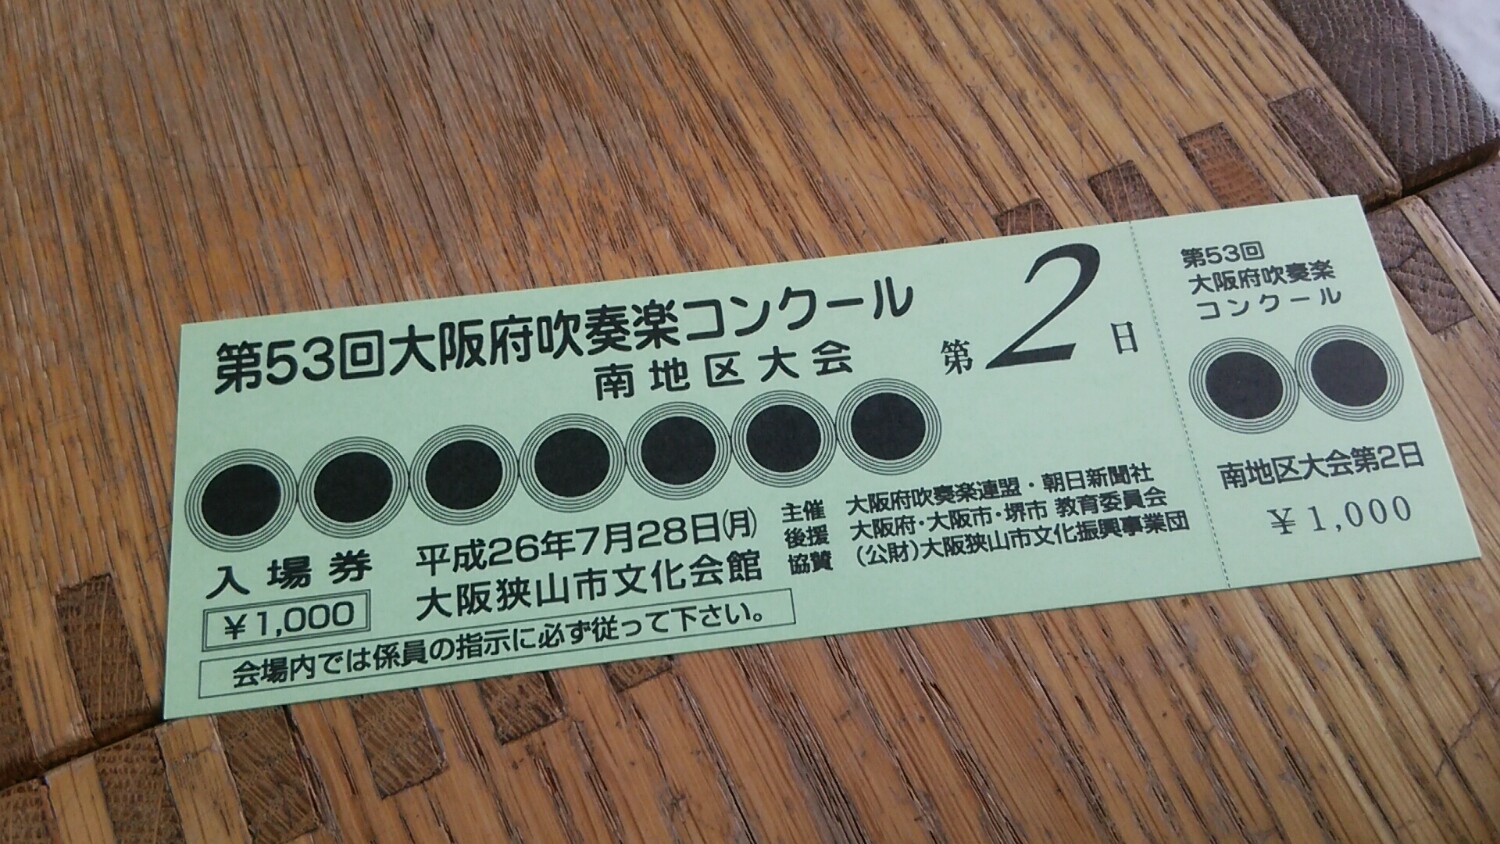 第53回大阪府吹奏楽コンクール
南地区大会
第2日
入場券
￥1,000
平成26年7月28日(月)
大阪狭山市文化会館
主催 大阪府吹奏楽連盟・朝日新聞社
後援 大阪府・大阪市・堺市 教育委員会
協賛 (公財)大阪狭山市文化振興事業団
会場内では係員の指示に必ず従って下さい。
第53回
大阪府吹奏楽
コンクール
南地区大会第2日
￥1,000